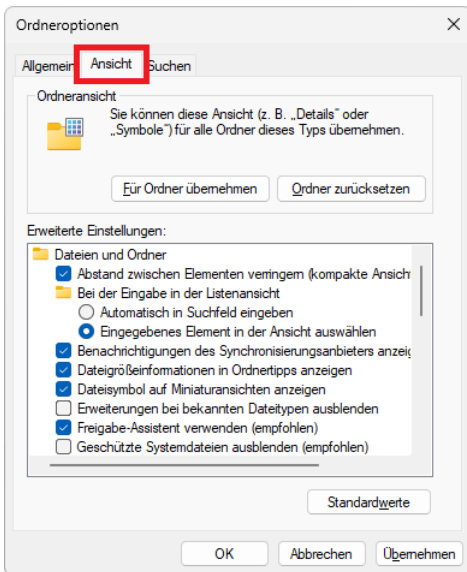 Ordneroptionen
Allgemein Ansicht Suchen
Ordneransicht
Sie können diese Ansicht (z. B. „Details" oder
„Symbole") für alle Ordner dieses Typs übernehmen.
Für Ordner übernehmen Ordner zurücksetzen
Erweiterte Einstellungen:
Dateien und Ordner
Abstand zwischen Elementen verringern (kompakte Ansich
Bei der Eingabe in der Listenansicht
Automatisch in Suchfeld eingeben
Eingegebenes Element in der Ansicht auswählen
Benachrichtigungen des Synchronisierungsanbieters anzeig
Dateigrößeinformationen in Ordnertipps anzeigen
Dateisymbol auf Miniaturansichten anzeigen
Erweiterungen bei bekannten Dateitypen ausblenden
Freigabe-Assistent verwenden (empfohlen)
Geschützte Systemdateien ausblenden (empfohlen)
Standardwerte
OK Abbrechen Übernehmen